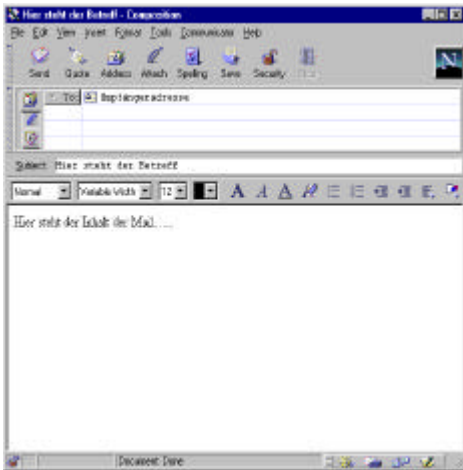 Hier steht der Betreff - Composition
File Edit View Insert Format Tools Communicator Help
Send Quote Address Attach Spelling Save Security
To: Empfängeradresse
Subject: Hier steht der Betreff
Normal Variable Width 12
Hier steht der Inhalt der Mail.....
Document: Done